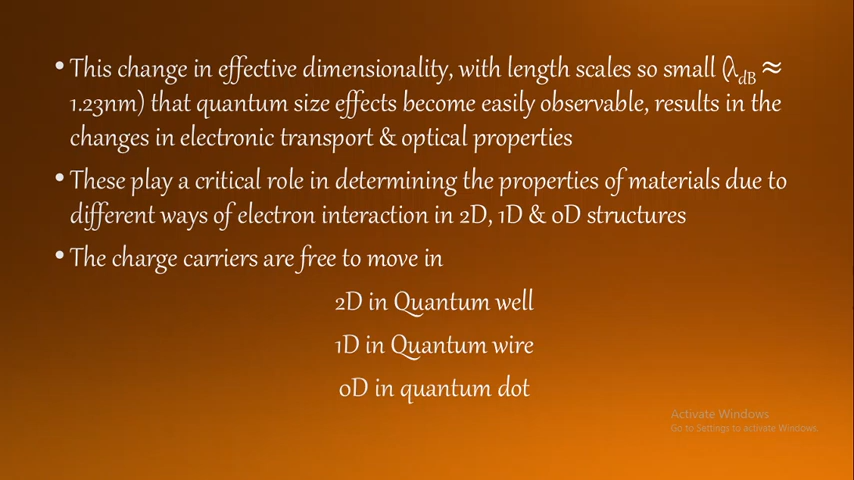 • This change in effective dimensionality, with length scales so small (λdB ≈
1.23nm) that quantum size effects become easily observable, results in the
changes in electronic transport & optical properties
• These play a critical role in determining the properties of materials due to
different ways of electron interaction in 2D, 1D & 0D structures
• The charge carriers are free to move in
2D in Quantum well
1D in Quantum wire
0D in quantum dot
Activate Windows
Go to Settings to activate Windows.